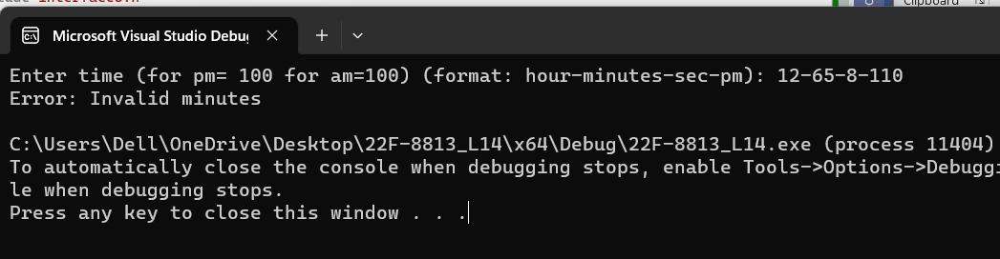 Clipboard
Microsoft Visual Studio Debu
Enter time (for pm= 100 for am=100) (format: hour-minutes-sec-pm): 12-65-8-110
Error: Invalid minutes
C:\Users\Dell\OneDrive\Desktop\22F-8813_L14\x64\Debug\22F-8813_L14.exe (process 11404)
To automatically close the console when debugging stops, enable Tools->Options->Debuggi
le when debugging stops.
Press any key to close this window . . .